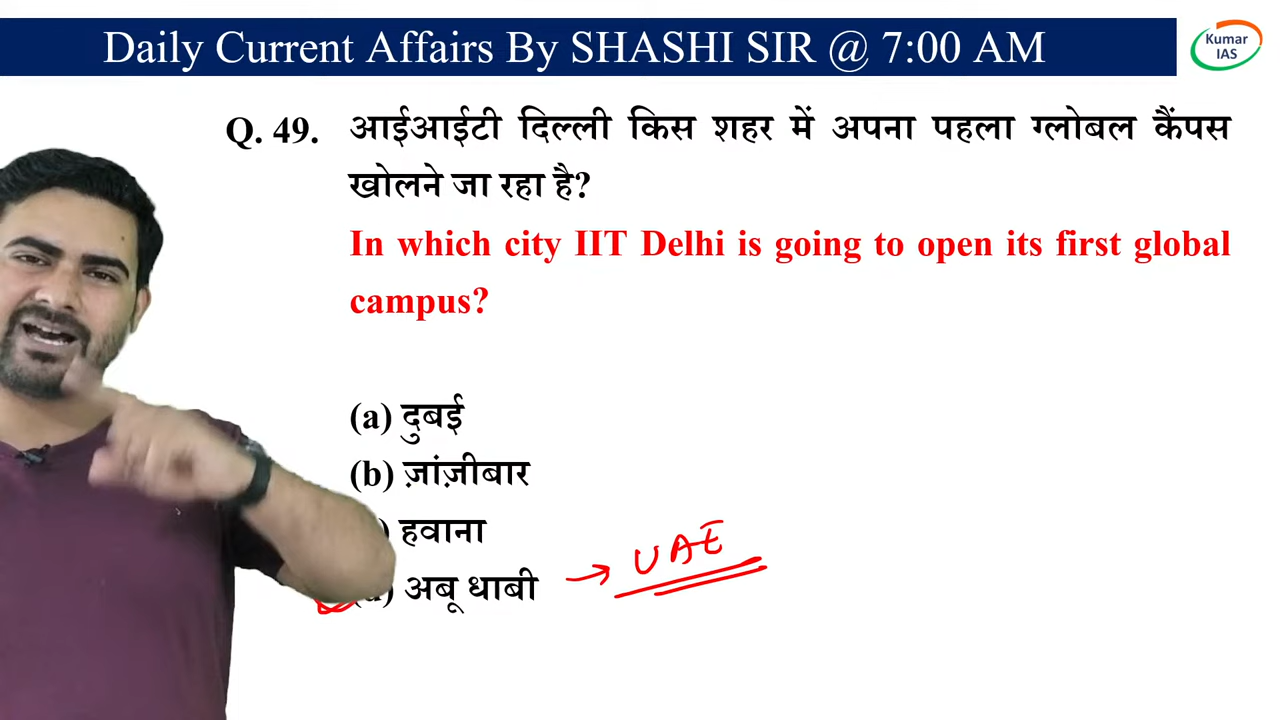 Daily Current Affairs By SHASHI SIR @ 7:00 AM
Kumar
IAS
Q. 49. आईआईटी दिल्ली किस शहर में अपना पहला ग्लोबल कैंपस
खोलने जा रहा है?
In which city IIT Delhi is going to open its first global
campus?
(a) दुबई
(b) ज़ांज़ीबार
) हवाना
(d) अबू धाबी → UAE